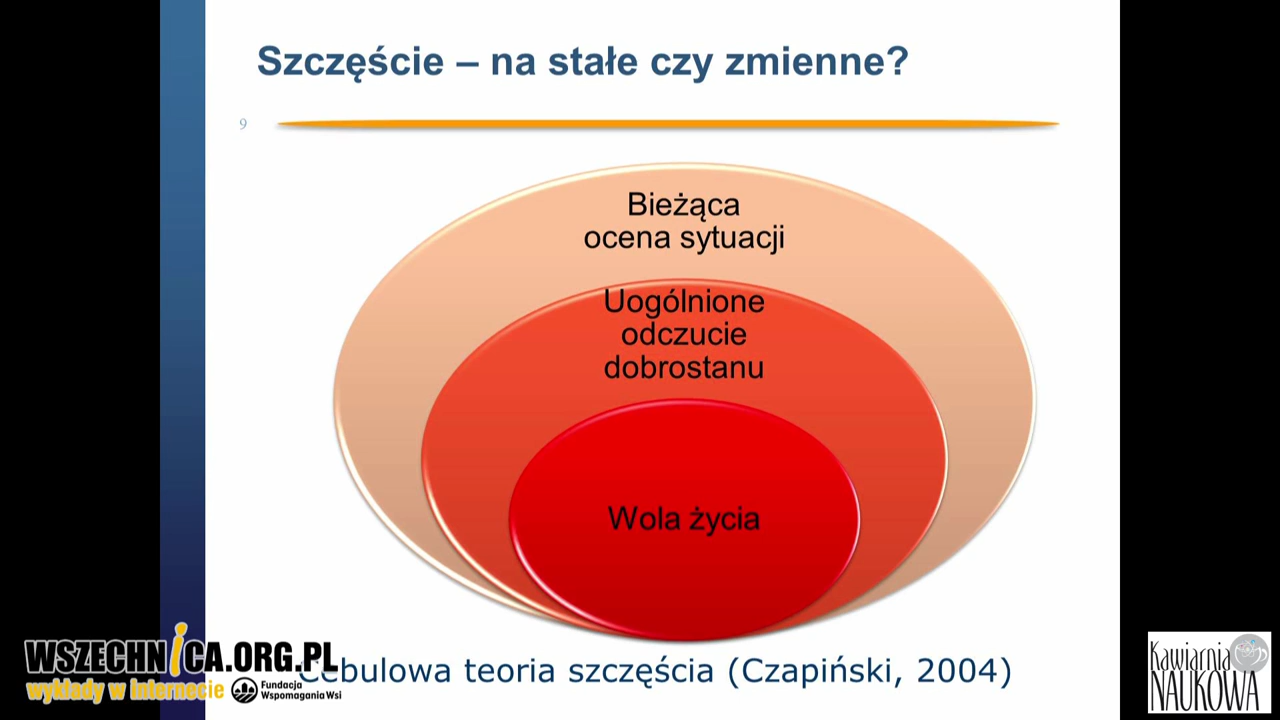 Szczęście – na stałe czy zmienne?
9
Bieżąca
ocena sytuacji
Uogólnione
odczucie
dobrostanu
Wola życia
Cebulowa teoria szczęścia (Czapiński, 2004)
WSZECHNiCA.ORG.PL
wykłady w Internecie
Fundacja
Wspomagania Wsi
Kawiarnia
NAUKOWA